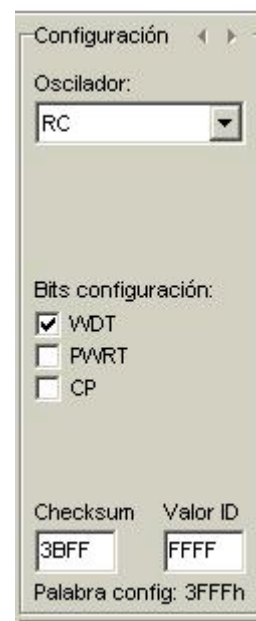 Configuración
Oscilador:
RC
Bits configuración:
WDT
PWRT
CP
Checksum Valor ID
3BFF FFFF
Palabra config: 3FFFh